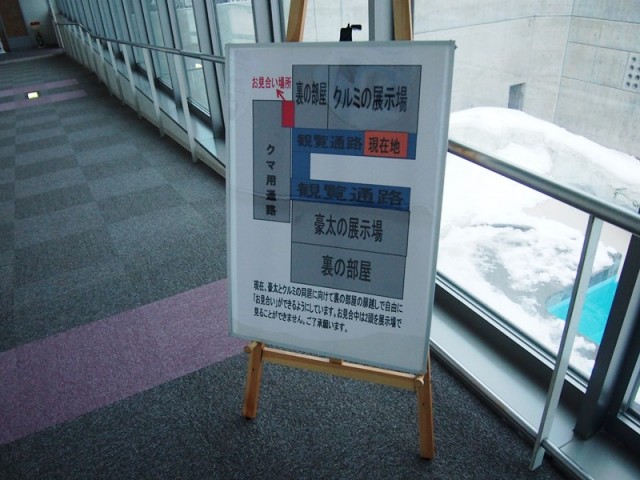 お見合い場所
裏の部屋
クルミの展示場
観覧通路
現在地
クマ用通路
観覧通路
豪太の展示場
裏の部屋
現在、豪太とクルミの同居に向けて裏の部屋の扉越しで自由に
「お見合い」ができるようにしています。お見合中は2頭を展示場で
見ることができません。ご了承願います。